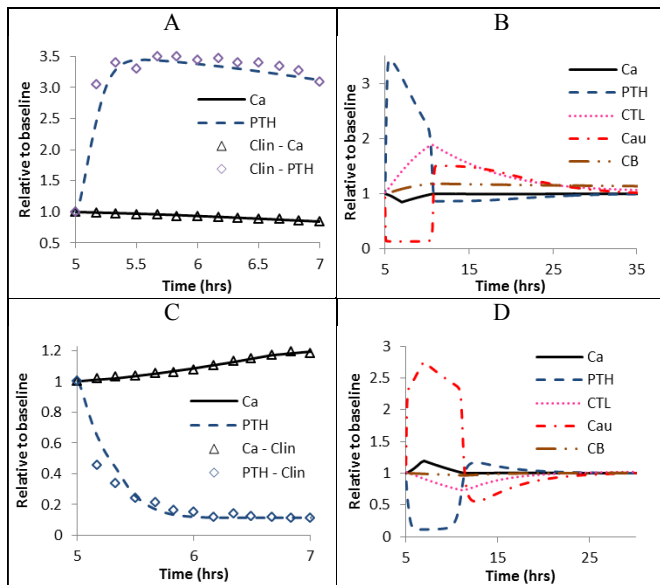 A
Relative to baseline
3.5
3.0
2.5
2.0
1.5
1.0
0.5
Ca
PTH
Clin - Ca
Clin - PTH
5
5.5
6
6.5
7
Time (hrs)
B
Relative to baseline
3
2
1
0
Ca
PTH
CTL
Cau
CB
5
15
25
35
Time (hrs)
C
Relative to baseline
1.2
1
0.8
0.6
0.4
0.2
0
Ca
PTH
Ca - Clin
PTH - Clin
5
6
7
Time (hrs)
D
Relative to baseline
3
2.5
2
1.5
1
0.5
0
Ca
PTH
CTL
Cau
CB
5
15
25
Time (hrs)